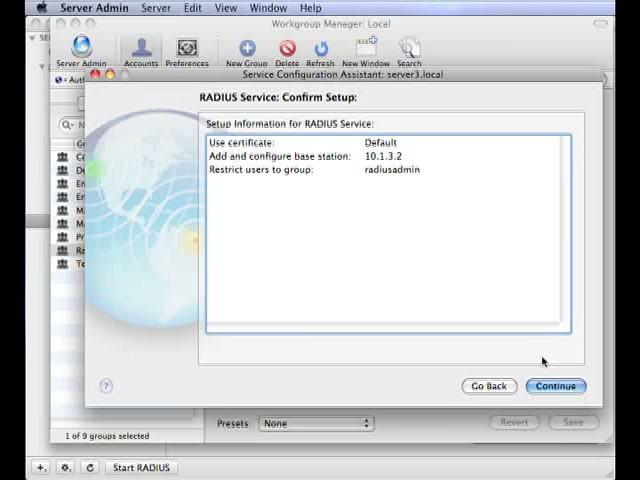 Server Admin Server Edit View Window Help
Workgroup Manager: Local
Server Admin Accounts Preferences New Group Delete Refresh New Window Search
Service Configuration Assistant: server3.local
RADIUS Service: Confirm Setup:
Setup Information for RADIUS Service:
Use certificate: Default
Add and configure base station: 10.1.3.2
Restrict users to group: radiusadmin
?
Go Back Continue
Presets: None Revert Save
1 of 9 groups selected
Start RADIUS